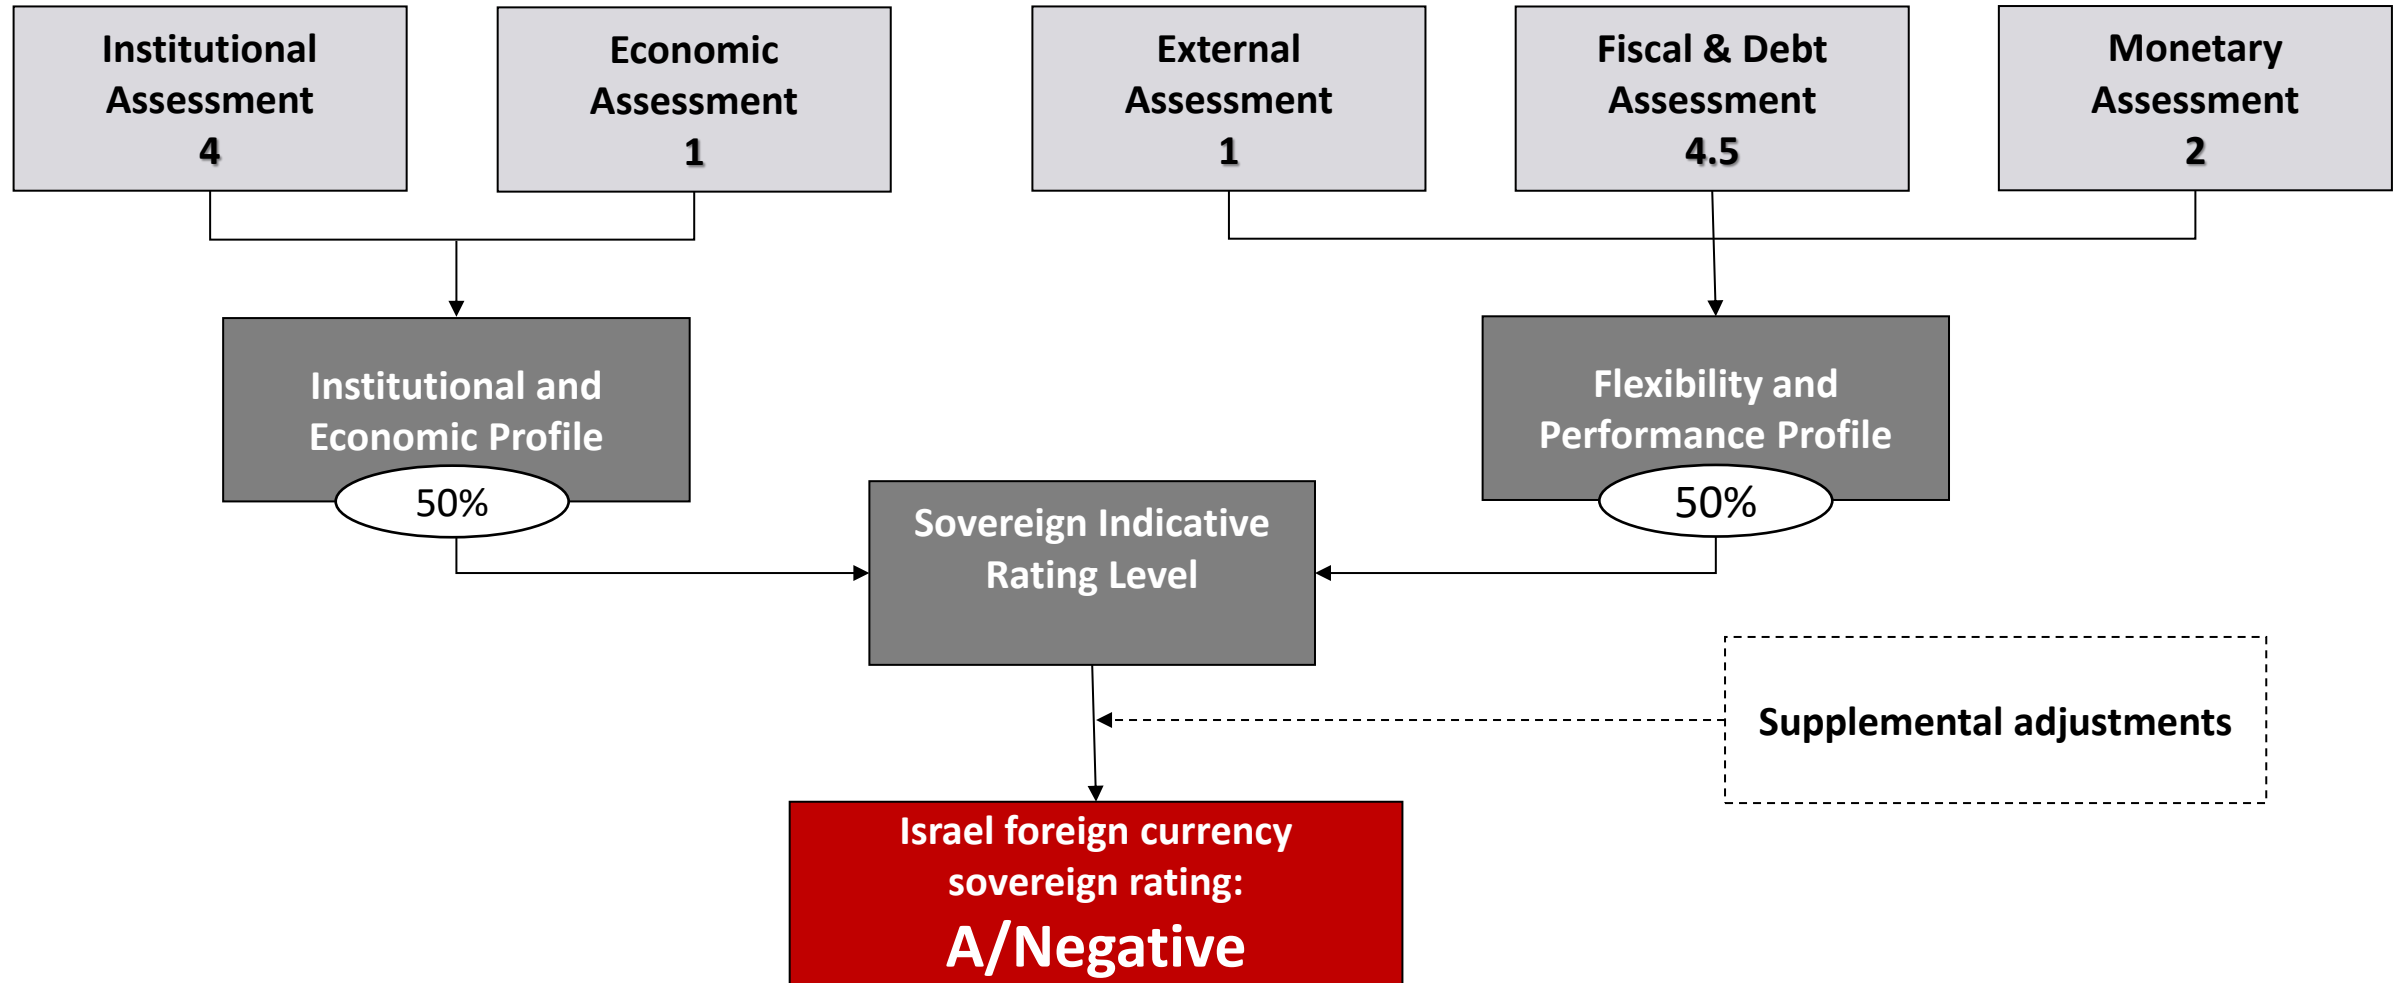 Institutional
Assessment
4
Economic
Assessment
1
External
Assessment
1
Fiscal & Debt
Assessment
4.5
Monetary
Assessment
2
Institutional and
Economic Profile
50%
Flexibility and
Performance Profile
50%
Sovereign Indicative
Rating Level
Supplemental adjustments
Israel foreign currency
sovereign rating:
A/Negative